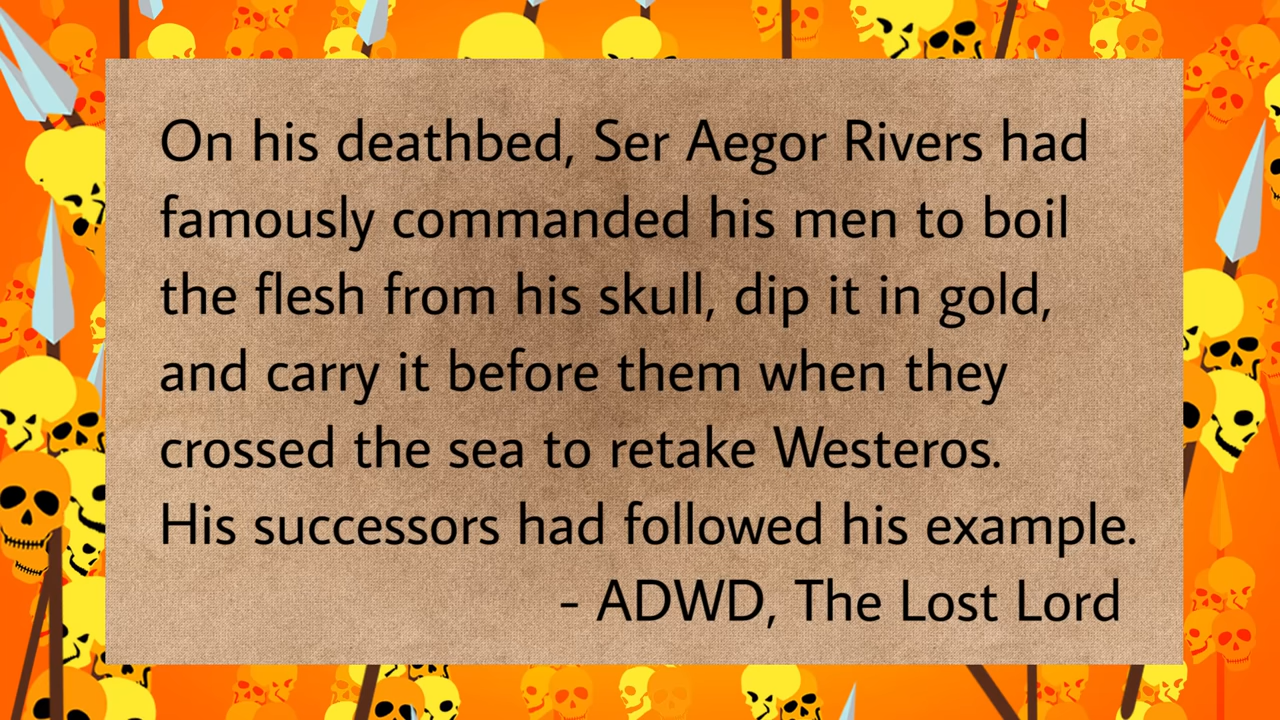 On his deathbed, Ser Aegor Rivers had
famously commanded his men to boil
the flesh from his skull, dip it in gold,
and carry it before them when they
crossed the sea to retake Westeros.
His successors had followed his example.
- ADWD, The Lost Lord